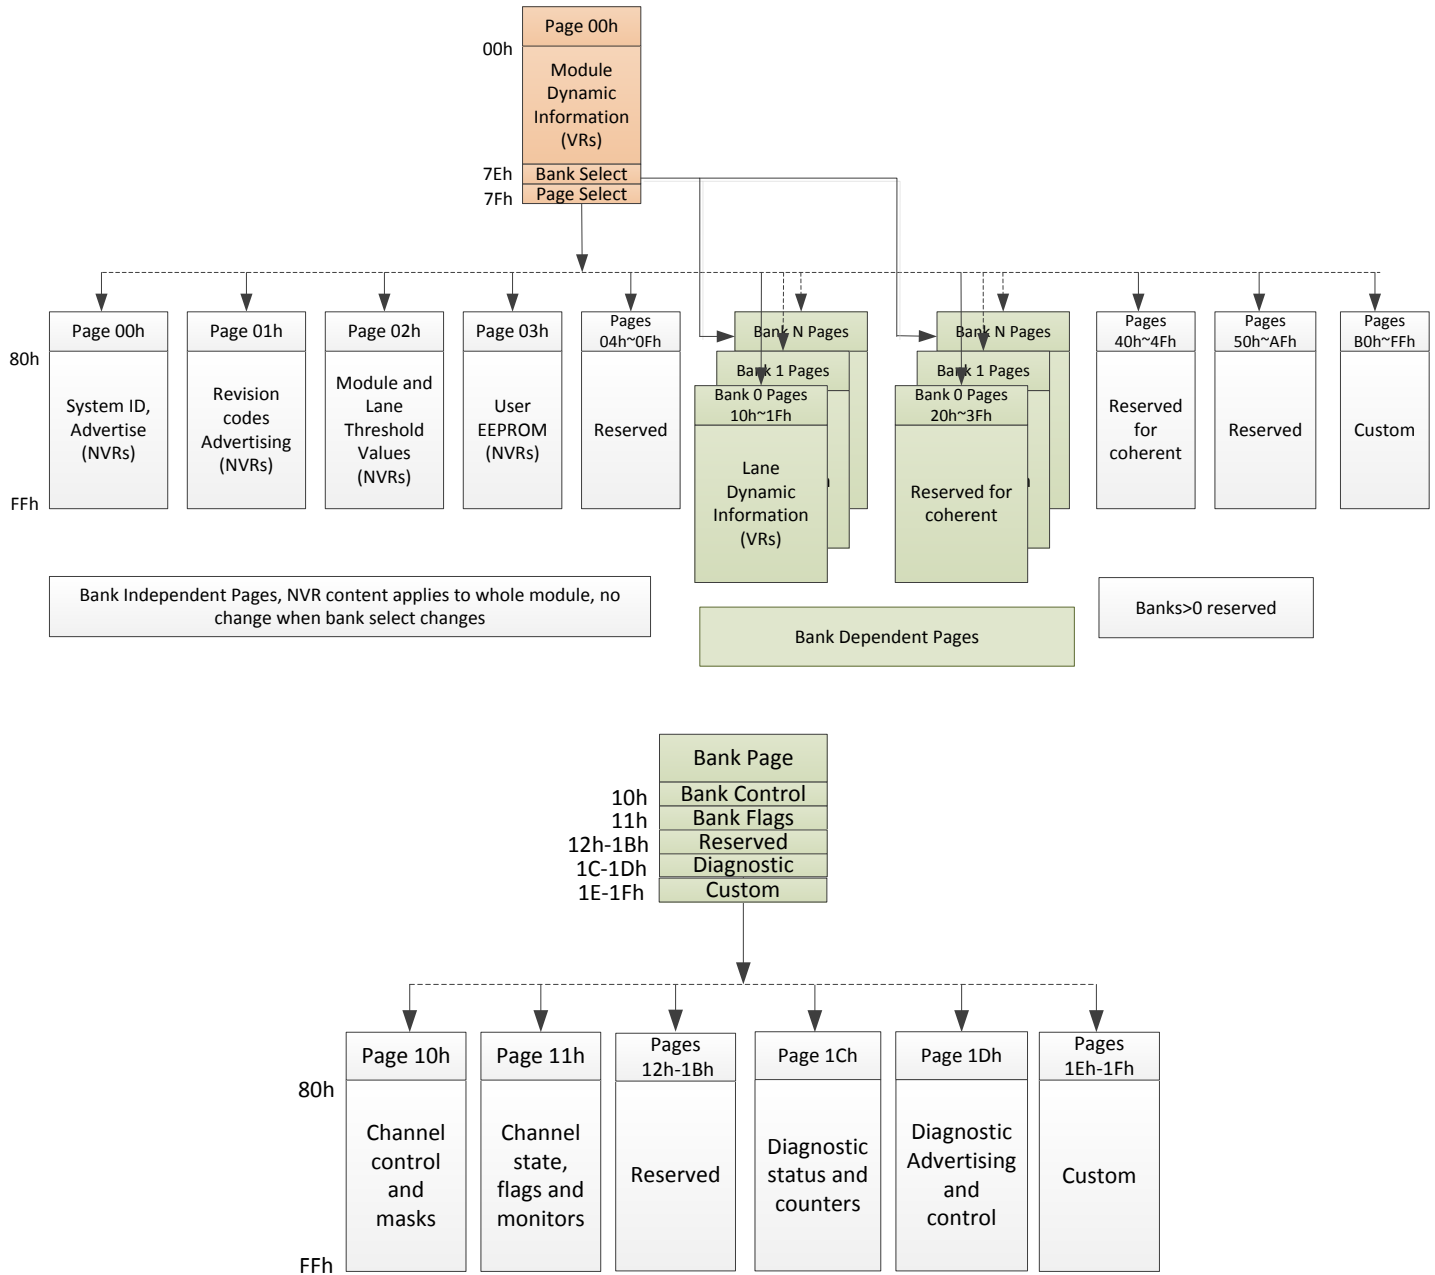 Page 00h
00h
Module
Dynamic
Information
(VRs)
7Eh
Bank Select
7Fh
Page Select
Page 00h
80h
System ID,
Advertise
(NVRs)
FFh
Page 01h
Revision
codes
Advertising
(NVRs)
Page 02h
Module and
Lane
Threshold
Values
(NVRs)
Page 03h
User
EEPROM
(NVRs)
Pages
04h~0Fh
Reserved
Bank N Pages
Bank 1 Pages
Bank 0 Pages
10h~1Fh
Lane
Dynamic
Information
(VRs)
Bank N Pages
Bank 1 Pages
Bank 0 Pages
20h~3Fh
Reserved for
coherent
Pages
40h~4Fh
Reserved
for
coherent
Pages
50h~AFh
Reserved
Pages
B0h~FFh
Custom
Bank Independent Pages, NVR content applies to whole module, no
change when bank select changes
Bank Dependent Pages
Banks>0 reserved
Bank Page
10h
Bank Control
11h
Bank Flags
12h-1Bh
Reserved
1C-1Dh
Diagnostic
1E-1Fh
Custom
Page 10h
80h
Channel
control
and
masks
FFh
Page 11h
Channel
state,
flags and
monitors
Pages
12h-1Bh
Reserved
Page 1Ch
Diagnostic
status and
counters
Page 1Dh
Diagnostic
Advertising
and
control
Pages
1Eh-1Fh
Custom